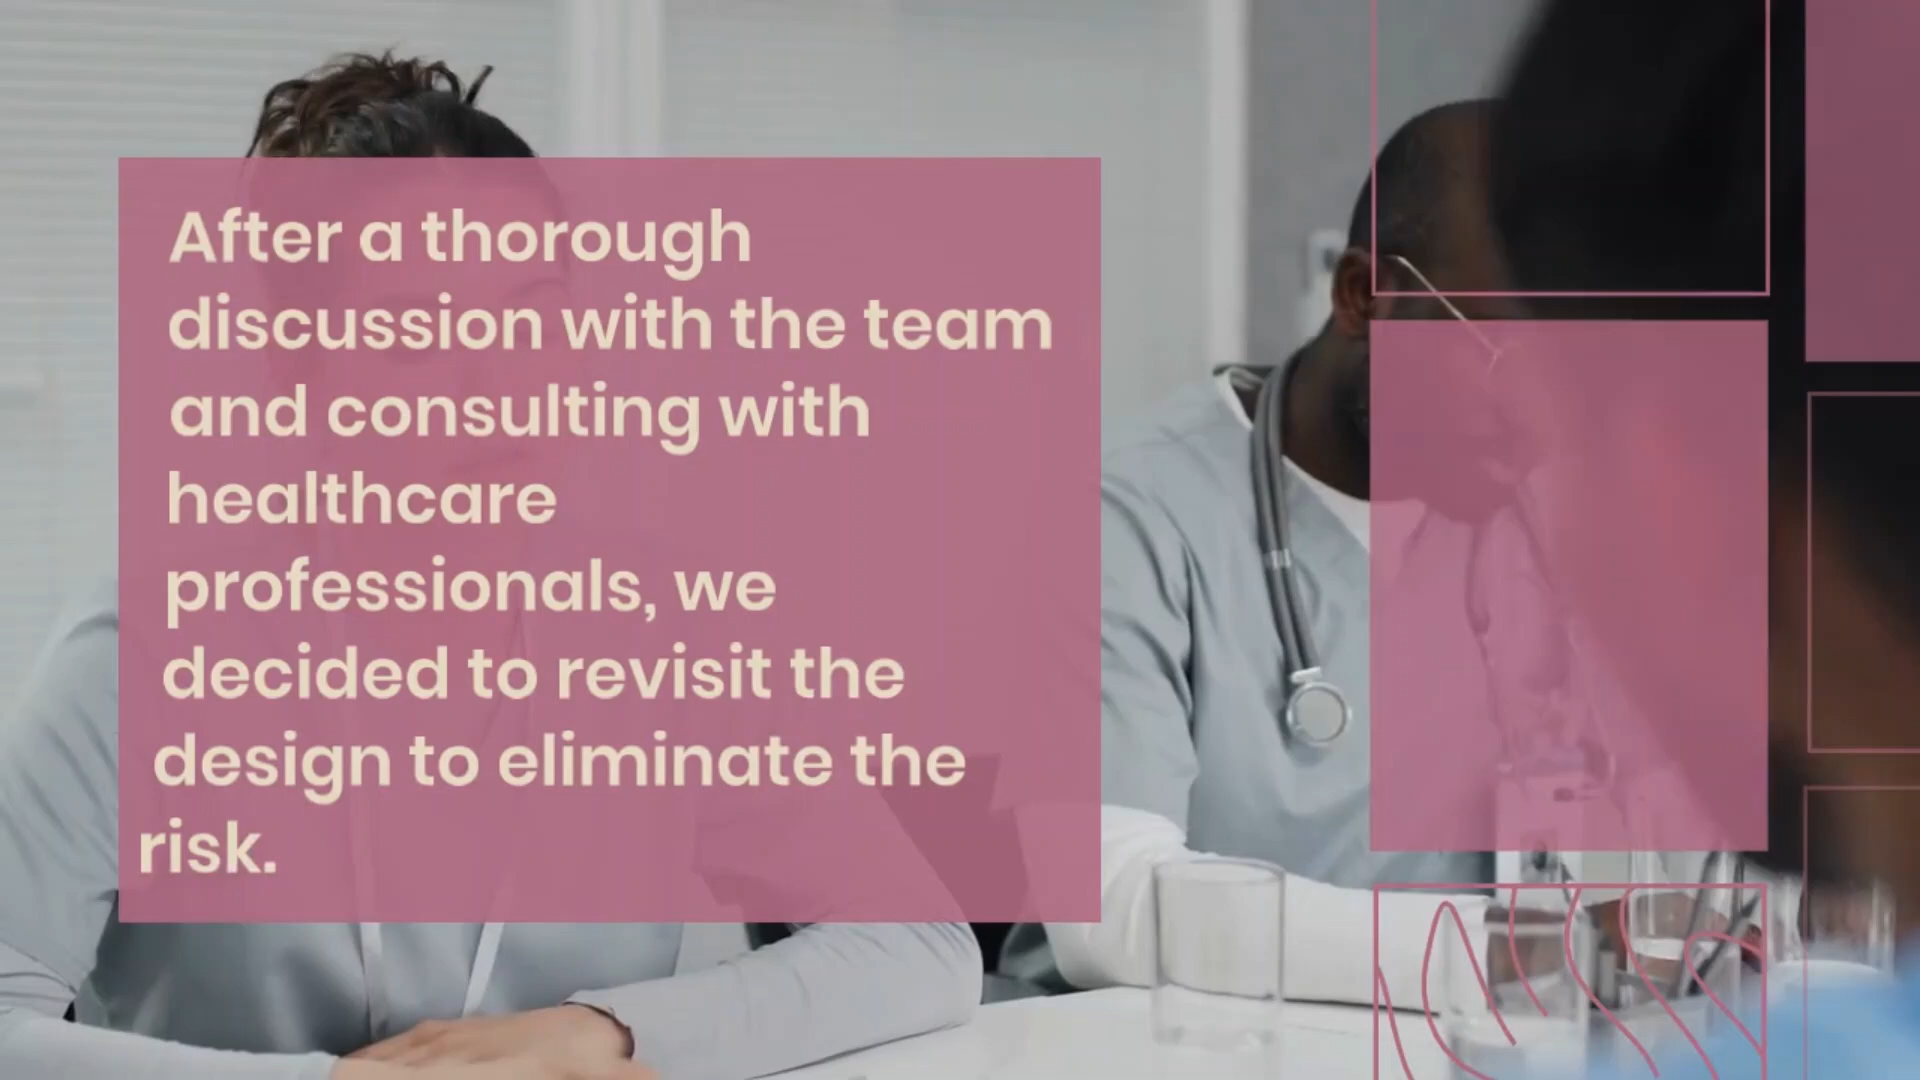 After a thorough
discussion with the team
and consulting with
healthcare
professionals, we
decided to revisit the
design to eliminate the
risk.